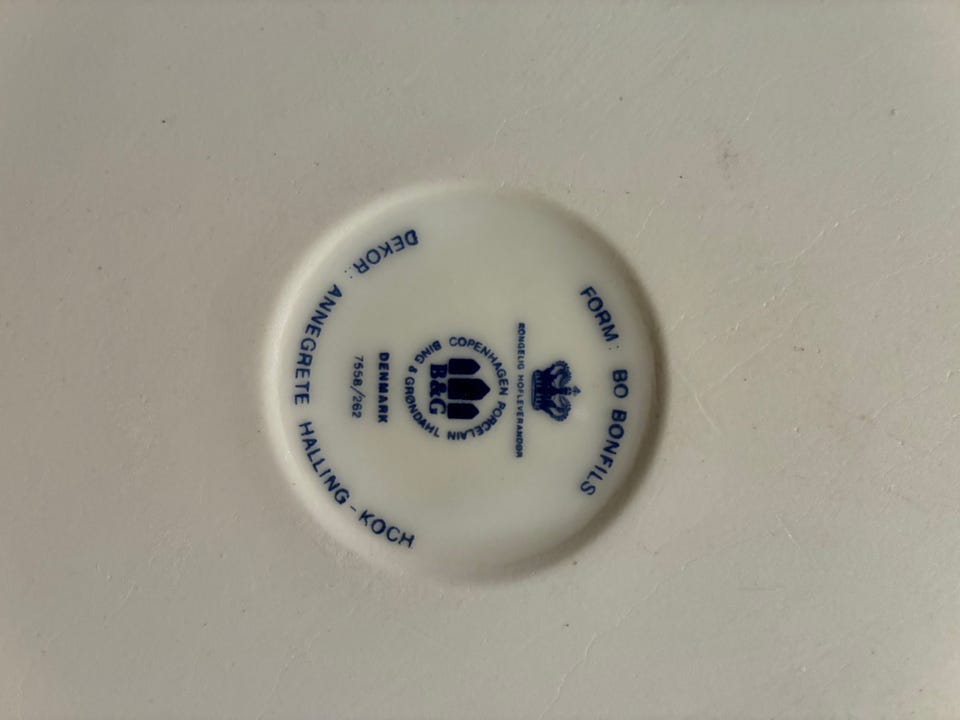 FORM: BO BONFILS
KONGELIG HOFLEVERANDØR
COPENHAGEN PORCELAIN
BING & GRØNDAHL
B&G
DENMARK
7558/262
DEKOR: ANNEGRETE HALLING-KOCH